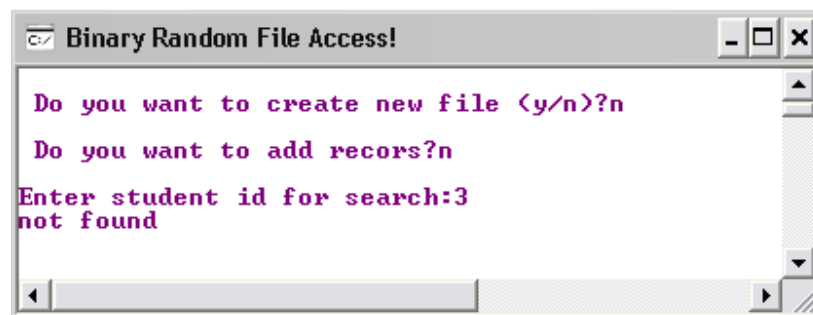 Binary Random File Access!
Do you want to create new file (y/n)?n
Do you want to add recors?n
Enter student id for search:3
not found